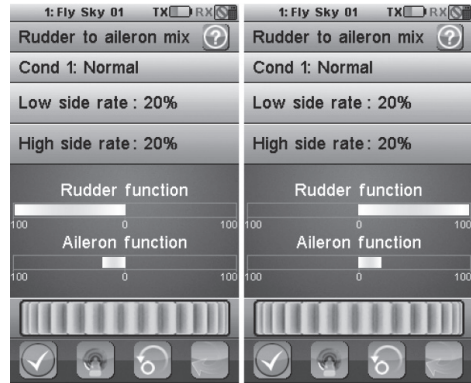 1: Fly Sky 01 TX RX
Rudder to aileron mix ?
Cond 1: Normal
Low side rate : 20%
High side rate : 20%
Rudder function
100 0 100
Aileron function
100 0 100
1: Fly Sky 01 TX RX
Rudder to aileron mix ?
Cond 1: Normal
Low side rate : 20%
High side rate : 20%
Rudder function
100 0 100
Aileron function
100 0 100